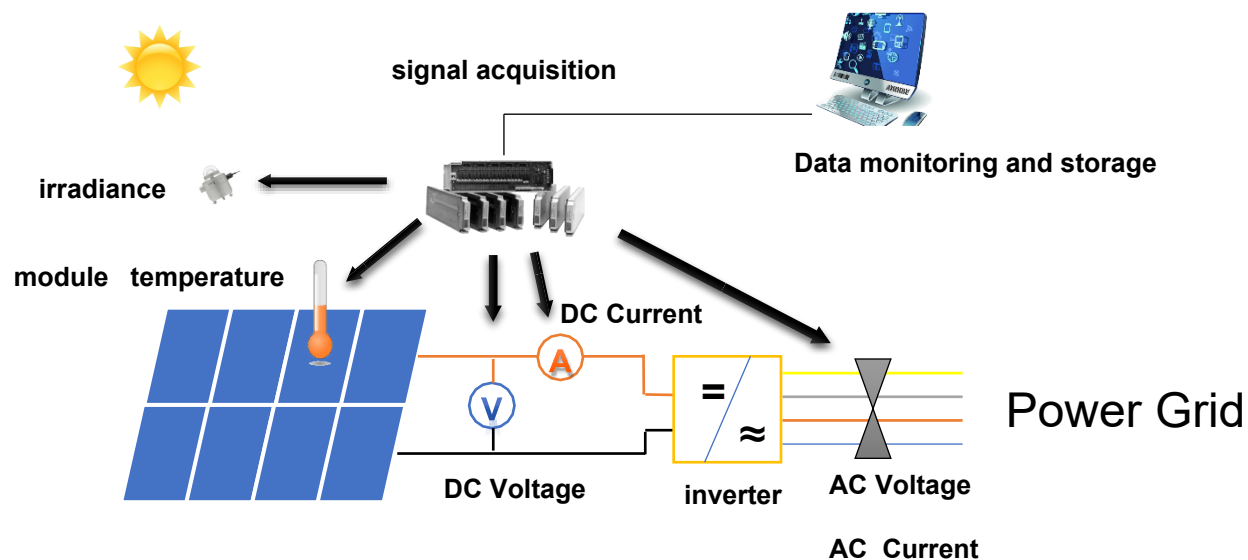 signal acquisition
Data monitoring and storage
irradiance
module temperature
DC Current
A
V
=
≈
Power Grid
DC Voltage
inverter
AC Voltage
AC Current